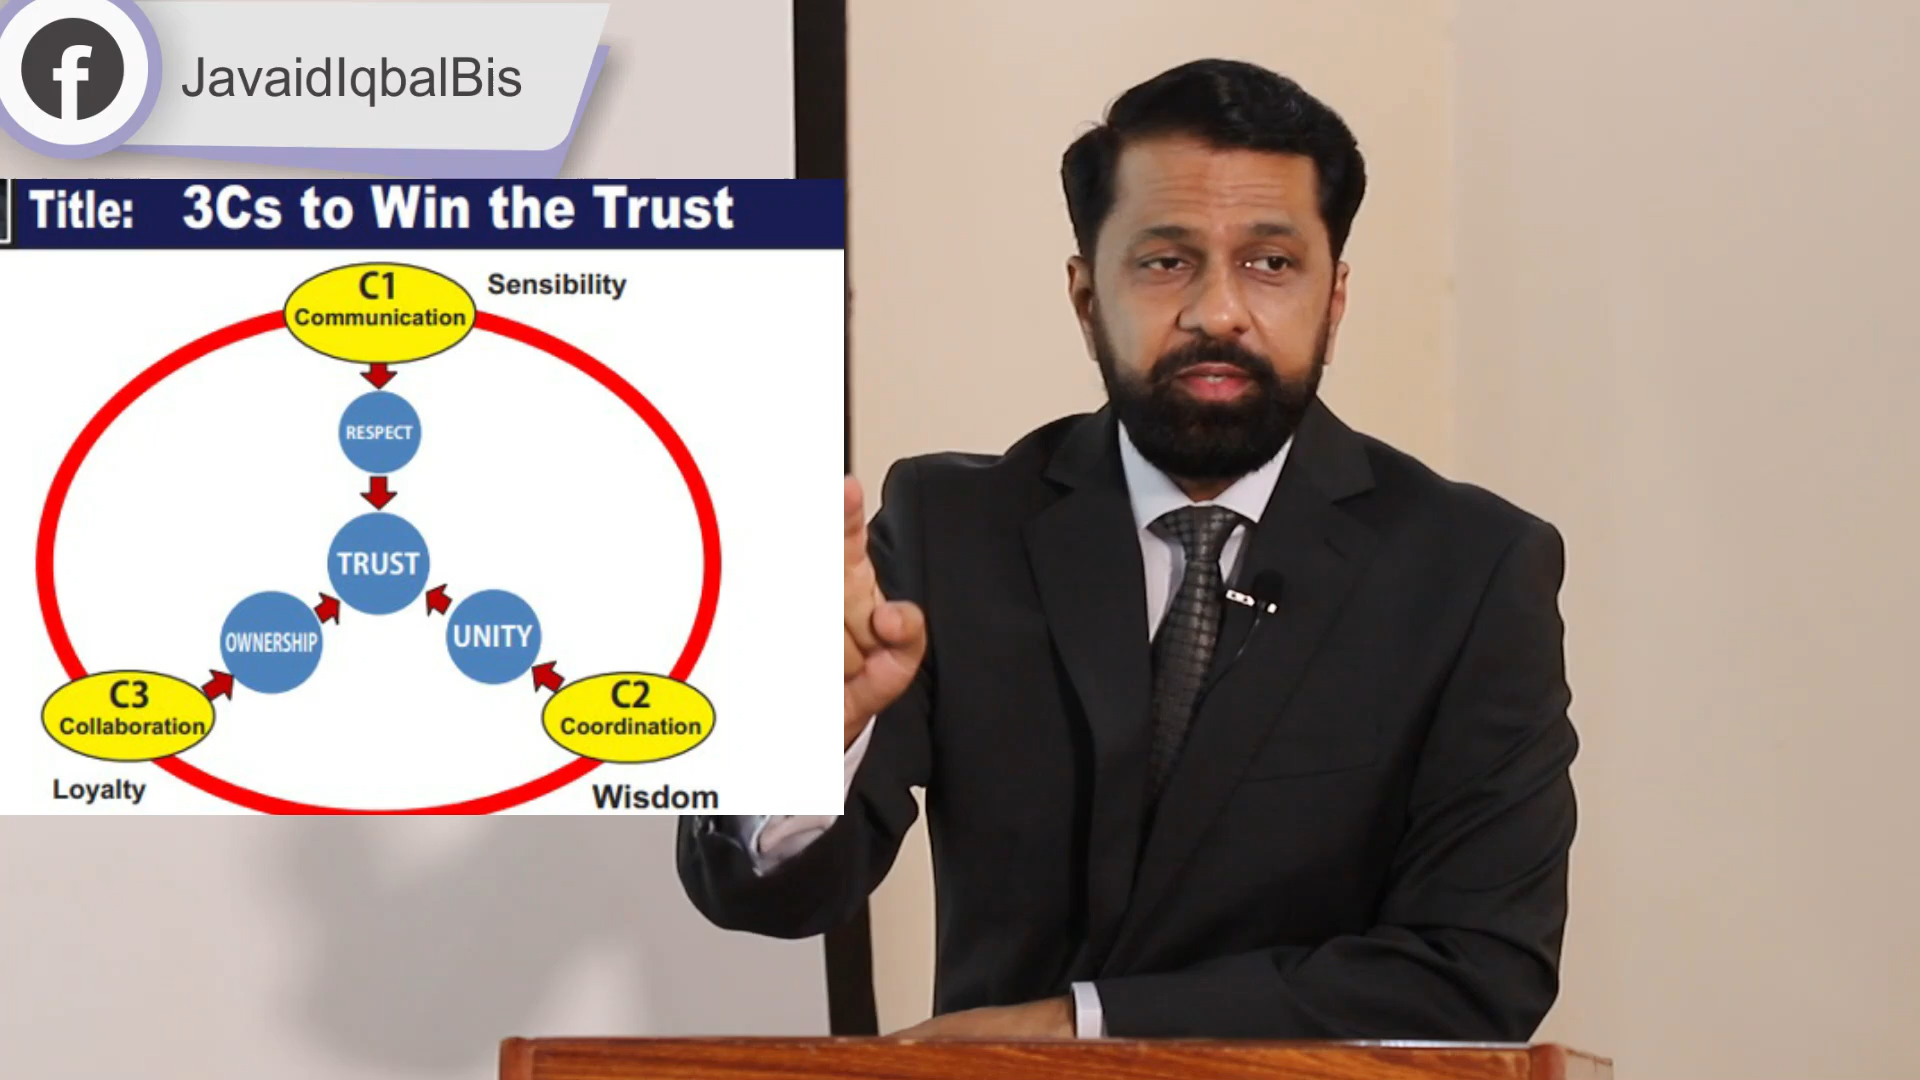 JavaidIqbalBis
Title: 3Cs to Win the Trust
C1
Communication
Sensibility
RESPECT
TRUST
OWNERSHIP
UNITY
C3
Collaboration
C2
Coordination
Loyalty
Wisdom